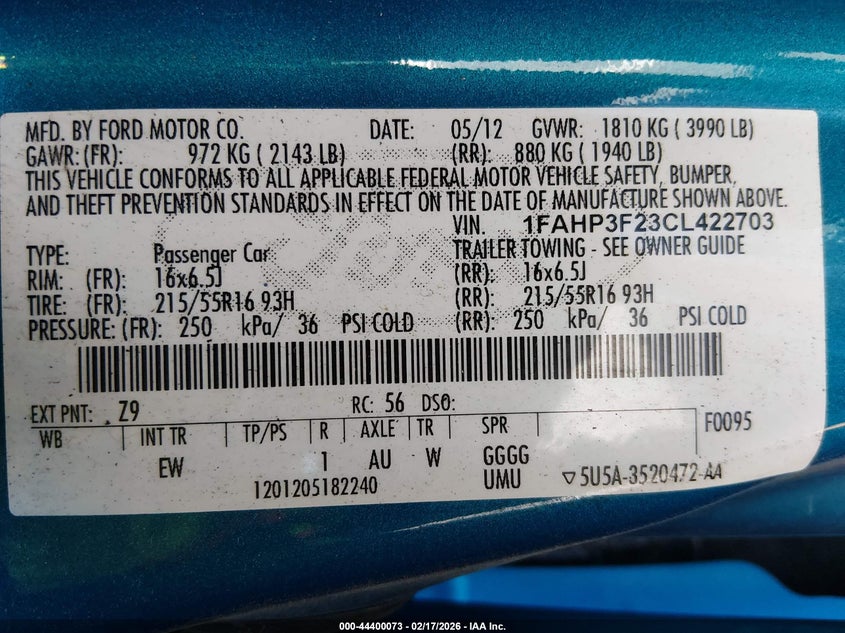 MFD. BY FORD MOTOR CO. DATE: 05/12 GVWR: 1810 KG ( 3990 LB)
GAWR: (FR): 972 KG ( 2143 LB) (RR): 880 KG ( 1940 LB)
THIS VEHICLE CONFORMS TO ALL APPLICABLE FEDERAL MOTOR VEHICLE SAFETY, BUMPER,
AND THEFT PREVENTION STANDARDS IN EFFECT ON THE DATE OF MANUFACTURE SHOWN ABOVE.
VIN. 1FAHP3F23CL422703
TYPE: Passenger Car TRAILER TOWING - SEE OWNER GUIDE
RIM: (FR): 16x6.5J (RR): 16x6.5J
TIRE: (FR): 215/55R16 93H (RR): 215/55R16 93H
PRESSURE: (FR): 250 kPa/ 36 PSI COLD (RR): 250 kPa/ 36 PSI COLD
EXT PNT: Z9 RC: 56 DSO:
WB INT TR TP/PS R AXLE TR SPR F0095
EW 1 AU W GGGG
1201205182240 UMU ▽5U5A-3520472-AA
000-44400073 - 02/17/2026 - IAA Inc.